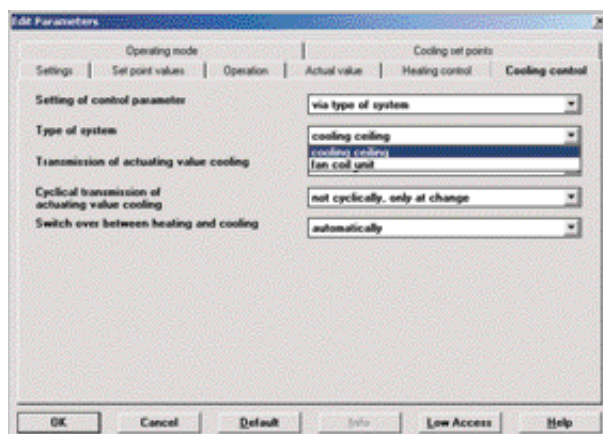 Edit Parameters
Operating mode
Cooling set points
Settings
Set point values
Operation
Actual value
Heating control
Cooling control
Setting of control parameter
via type of system
Type of system
cooling ceiling
cooling ceiling
fan coil unit
Transmission of actuating value cooling
Cyclical transmission of
actuating value cooling
not cyclically, only at change
Switch over between heating and cooling
automatically
OK
Cancel
Default
Info
Low Access
Help